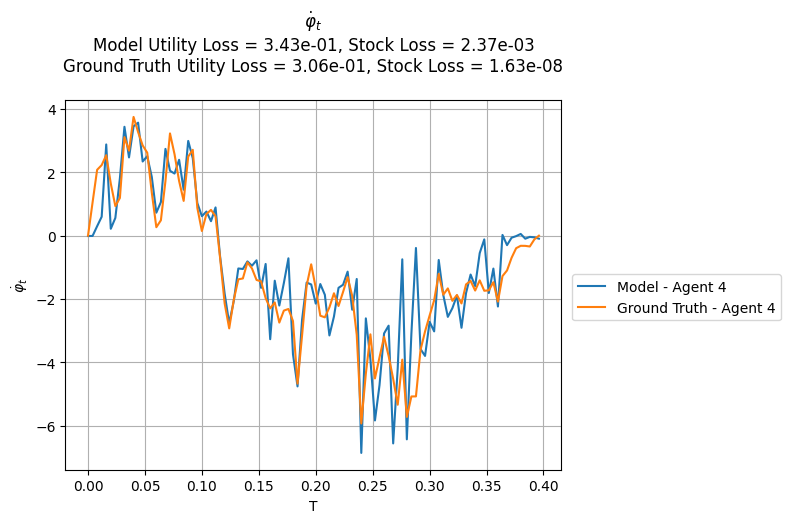 φ̇ₜ
Model Utility Loss = 3.43e-01, Stock Loss = 2.37e-03
Ground Truth Utility Loss = 3.06e-01, Stock Loss = 1.63e-08
4
2
0
−2
−4
−6
φ̇ₜ
0.00 0.05 0.10 0.15 0.20 0.25 0.30 0.35 0.40
T
Model - Agent 4
Ground Truth - Agent 4